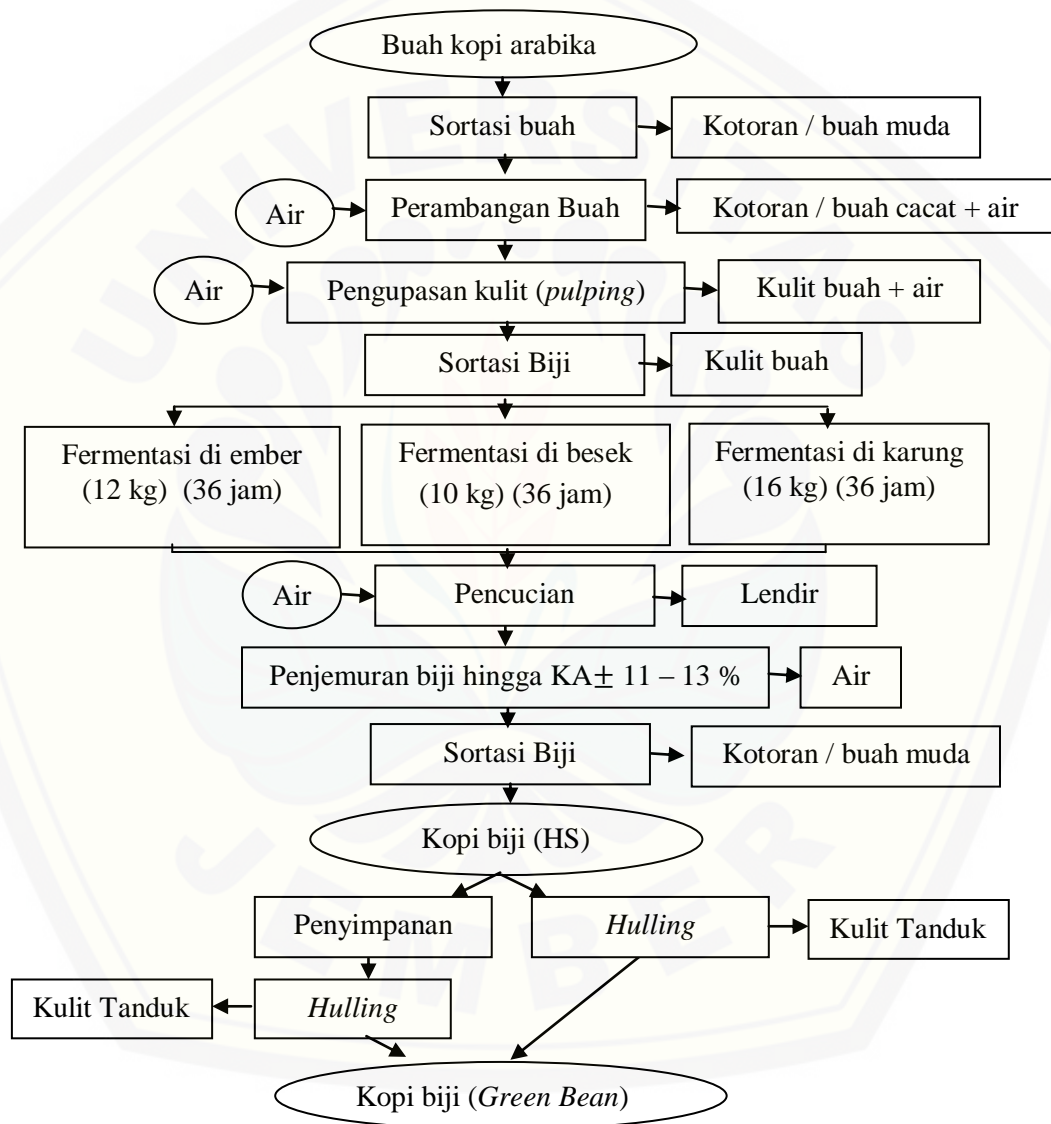 Buah kopi arabika
Sortasi buah
Kotoran / buah muda
Air
Perambangan Buah
Kotoran / buah cacat + air
Air
Pengupasan kulit (pulping)
Kulit buah + air
Sortasi Biji
Kulit buah
Fermentasi di ember
(12 kg) (36 jam)
Fermentasi di besek
(10 kg) (36 jam)
Fermentasi di karung
(16 kg) (36 jam)
Air
Pencucian
Lendir
Penjemuran biji hingga KA± 11 – 13 %
Air
Sortasi Biji
Kotoran / buah muda
Kopi biji (HS)
Penyimpanan
Hulling
Kulit Tanduk
Kulit Tanduk
Hulling
Kopi biji (Green Bean)
UNIVERSITAS
JEMBER